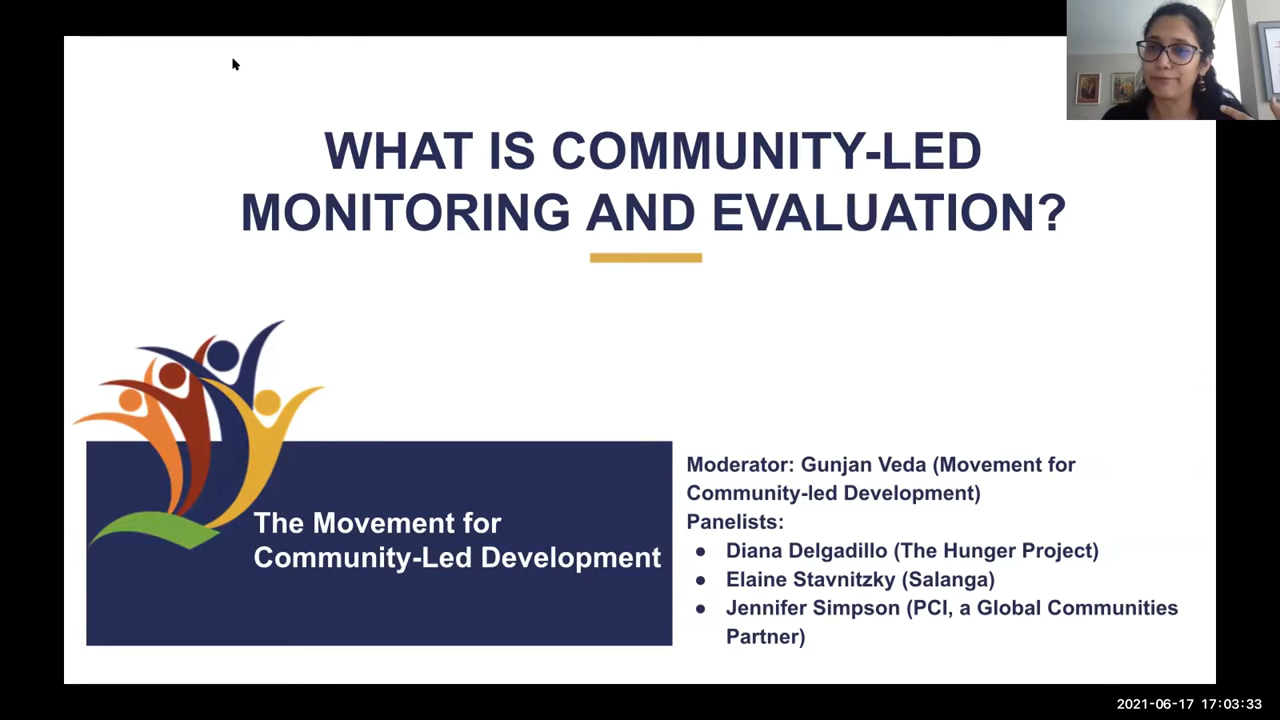 WHAT IS COMMUNITY-LED
MONITORING AND EVALUATION?
The Movement for
Community-Led Development
Moderator: Gunjan Veda (Movement for
Community-led Development)
Panelists:
● Diana Delgadillo (The Hunger Project)
● Elaine Stavnitzky (Salanga)
● Jennifer Simpson (PCI, a Global Communities
Partner)
2021-06-17 17:03:33